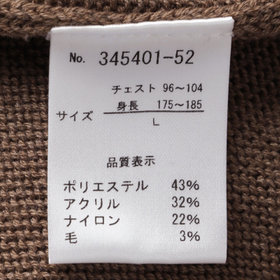 No. 345401-52
チェスト 96～104
身長 175～185
サイズ
L
品質表示
ポリエステル 43%
アクリル 32%
ナイロン 22%
毛 3%